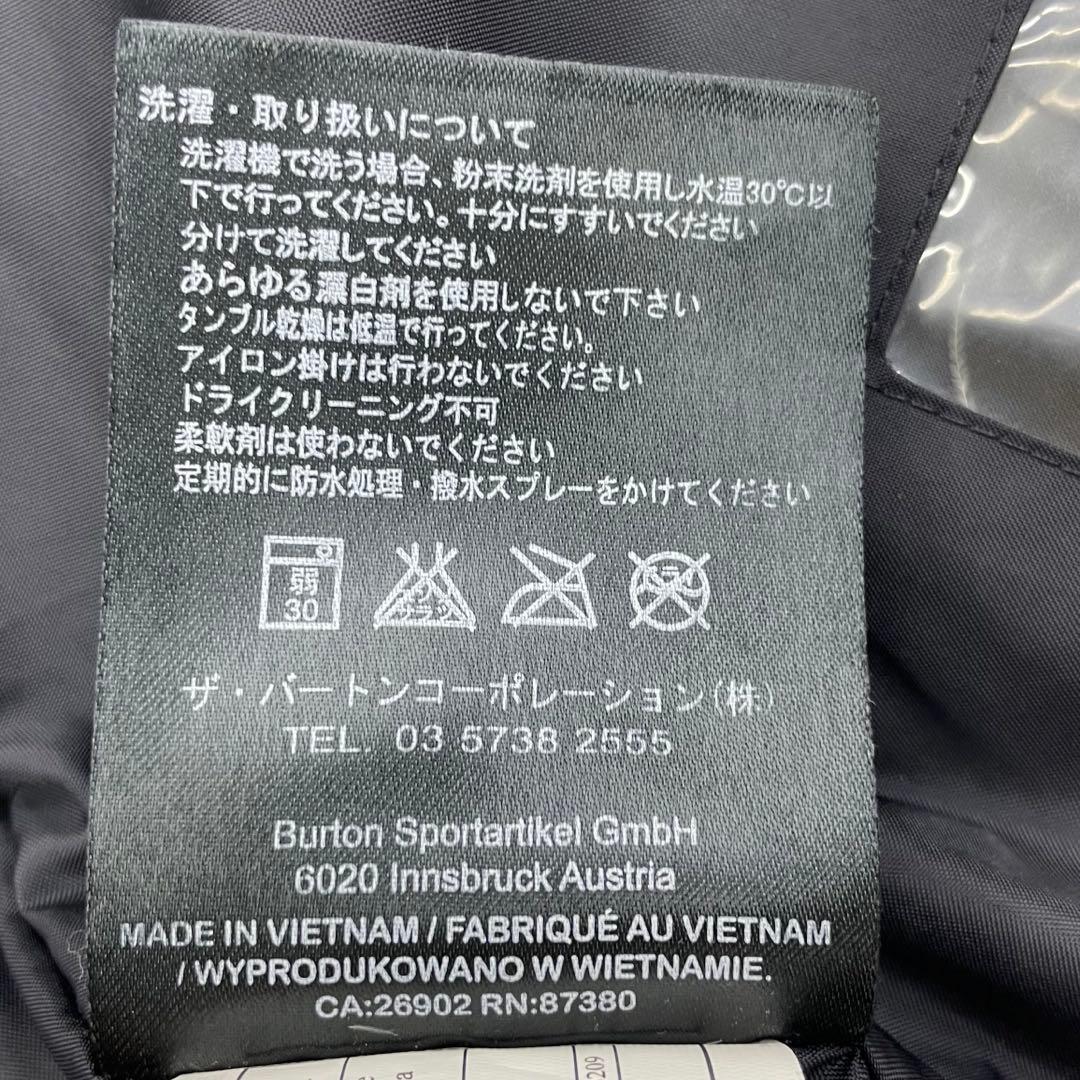 洗濯・取り扱いについて
洗濯機で洗う場合、粉末洗剤を使用し水温30℃以
下で行ってください。十分にすすいでください
分けて洗濯してください
あらゆる漂白剤を使用しないで下さい
タンブル乾燥は低温で行ってください。
アイロン掛けは行わないでください
ドライクリーニング不可
柔軟剤は使わないでください
定期的に防水処理・撥水スプレーをかけてください
弱
30
エンソ
サラシ
ドライ
ザ・バートンコーポレーション(株)
TEL. 03 5738 2555
Burton Sportartikel GmbH
6020 Innsbruck Austria
MADE IN VIETNAM / FABRIQUÉ AU VIETNAM
/ WYPRODUKOWANO W WIETNAMIE.
CA:26902 RN:87380
209